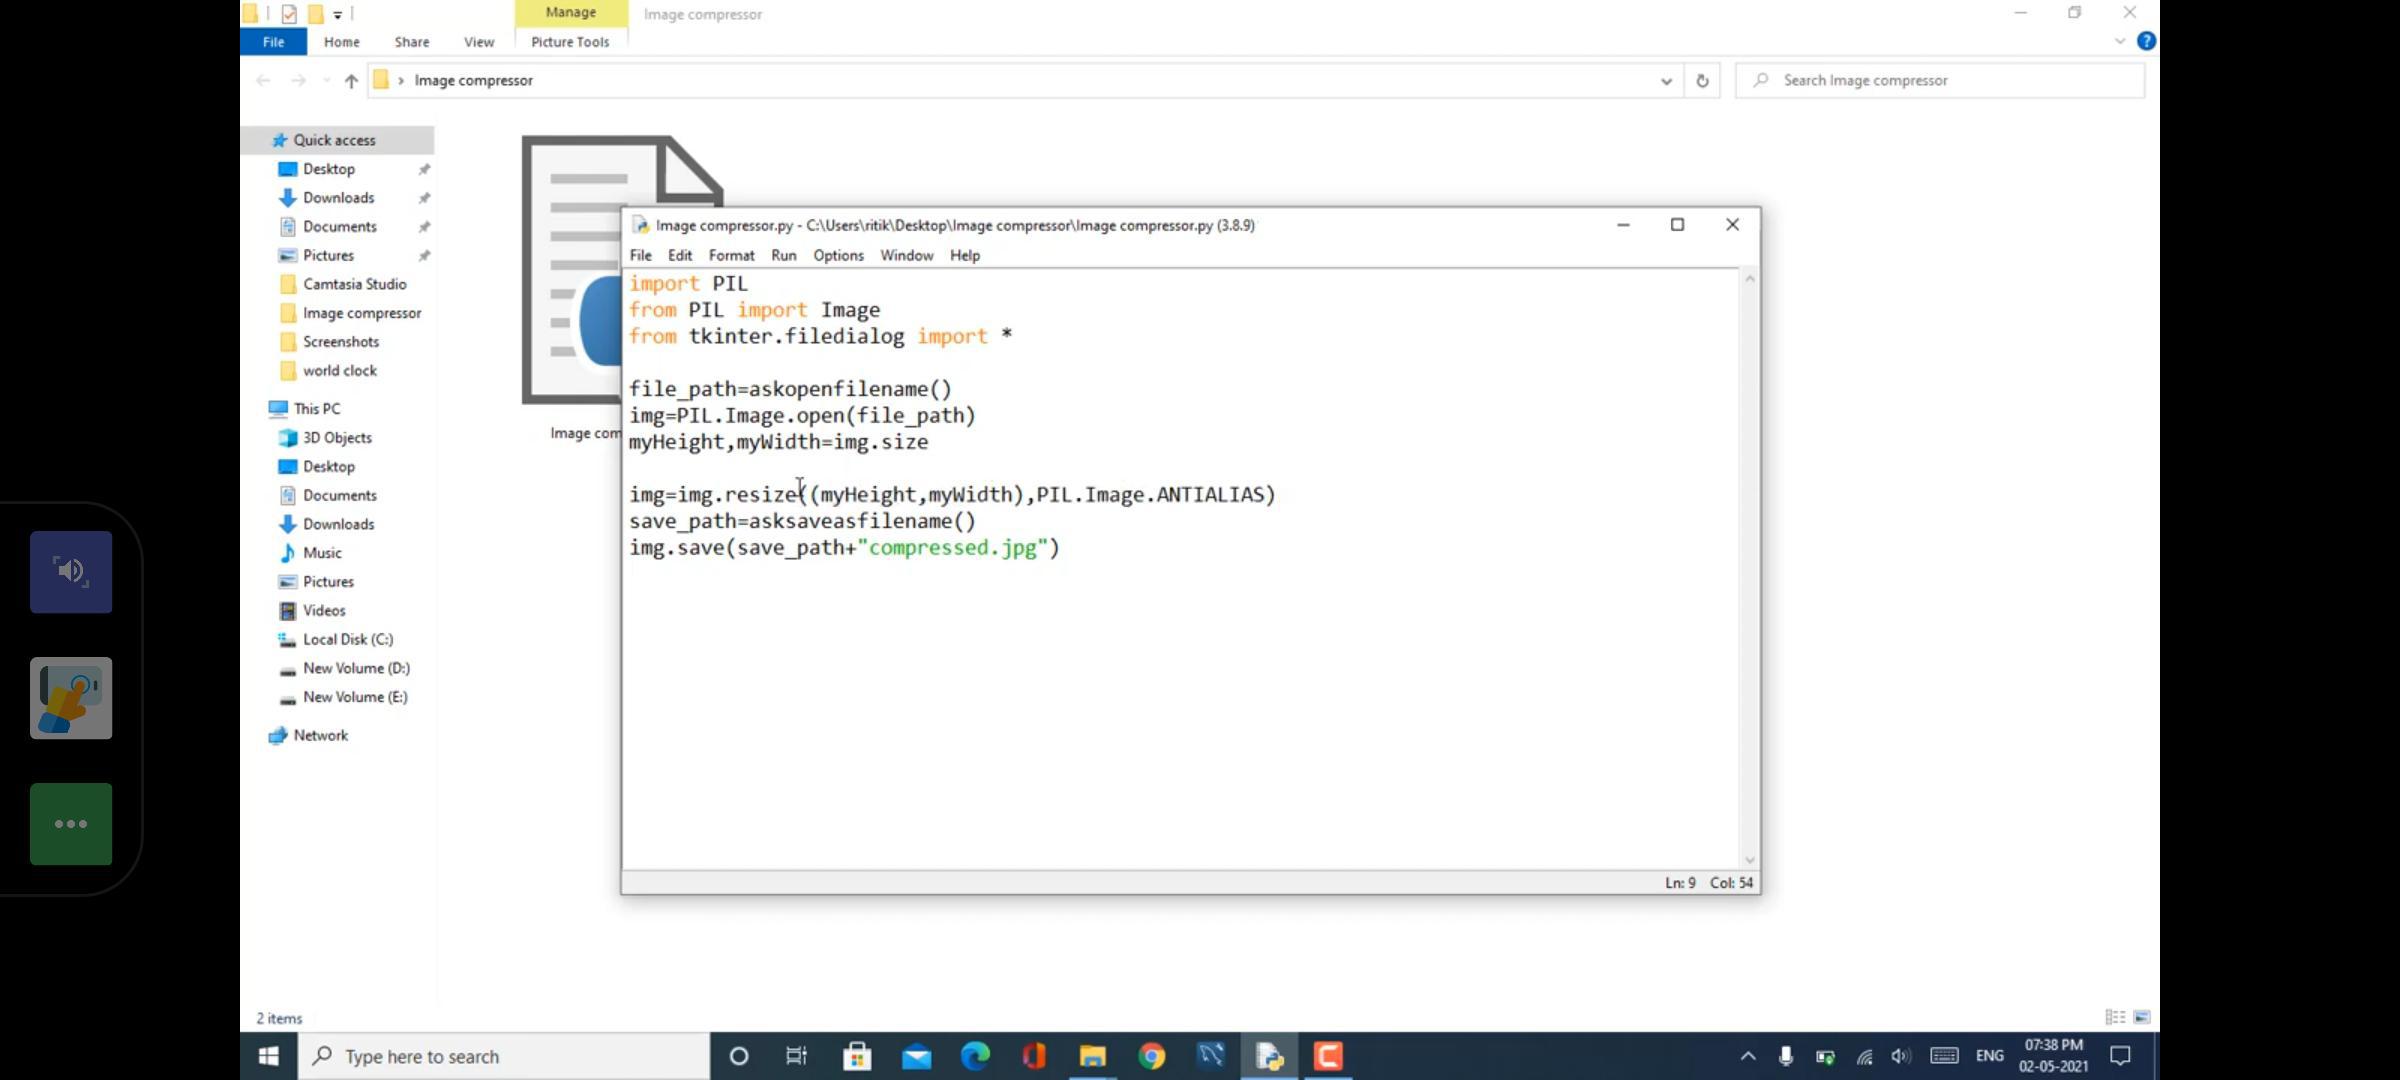 Manage
Image compressor
File
Home
Share
View
Picture Tools
Image compressor
Search Image compressor
Quick access
Desktop
Downloads
Documents
Pictures
Camtasia Studio
Image compressor
Screenshots
world clock
This PC
3D Objects
Desktop
Documents
Downloads
Music
Pictures
Videos
Local Disk (C:)
New Volume (D:)
New Volume (E:)
Network
Image com
Image compressor.py - C:\Users\ritik\Desktop\Image compressor\Image compressor.py (3.8.9)
File Edit Format Run Options Window Help
import PIL
from PIL import Image
from tkinter.filedialog import *
file_path=askopenfilename()
img=PIL.Image.open(file_path)
myHeight,myWidth=img.size
img=img.resize((myHeight,myWidth),PIL.Image.ANTIALIAS)
save_path=asksaveasfilename()
img.save(save_path+"compressed.jpg")
Ln: 9 Col: 54
2 items
Type here to search
ENG
07:38 PM
02-05-2021